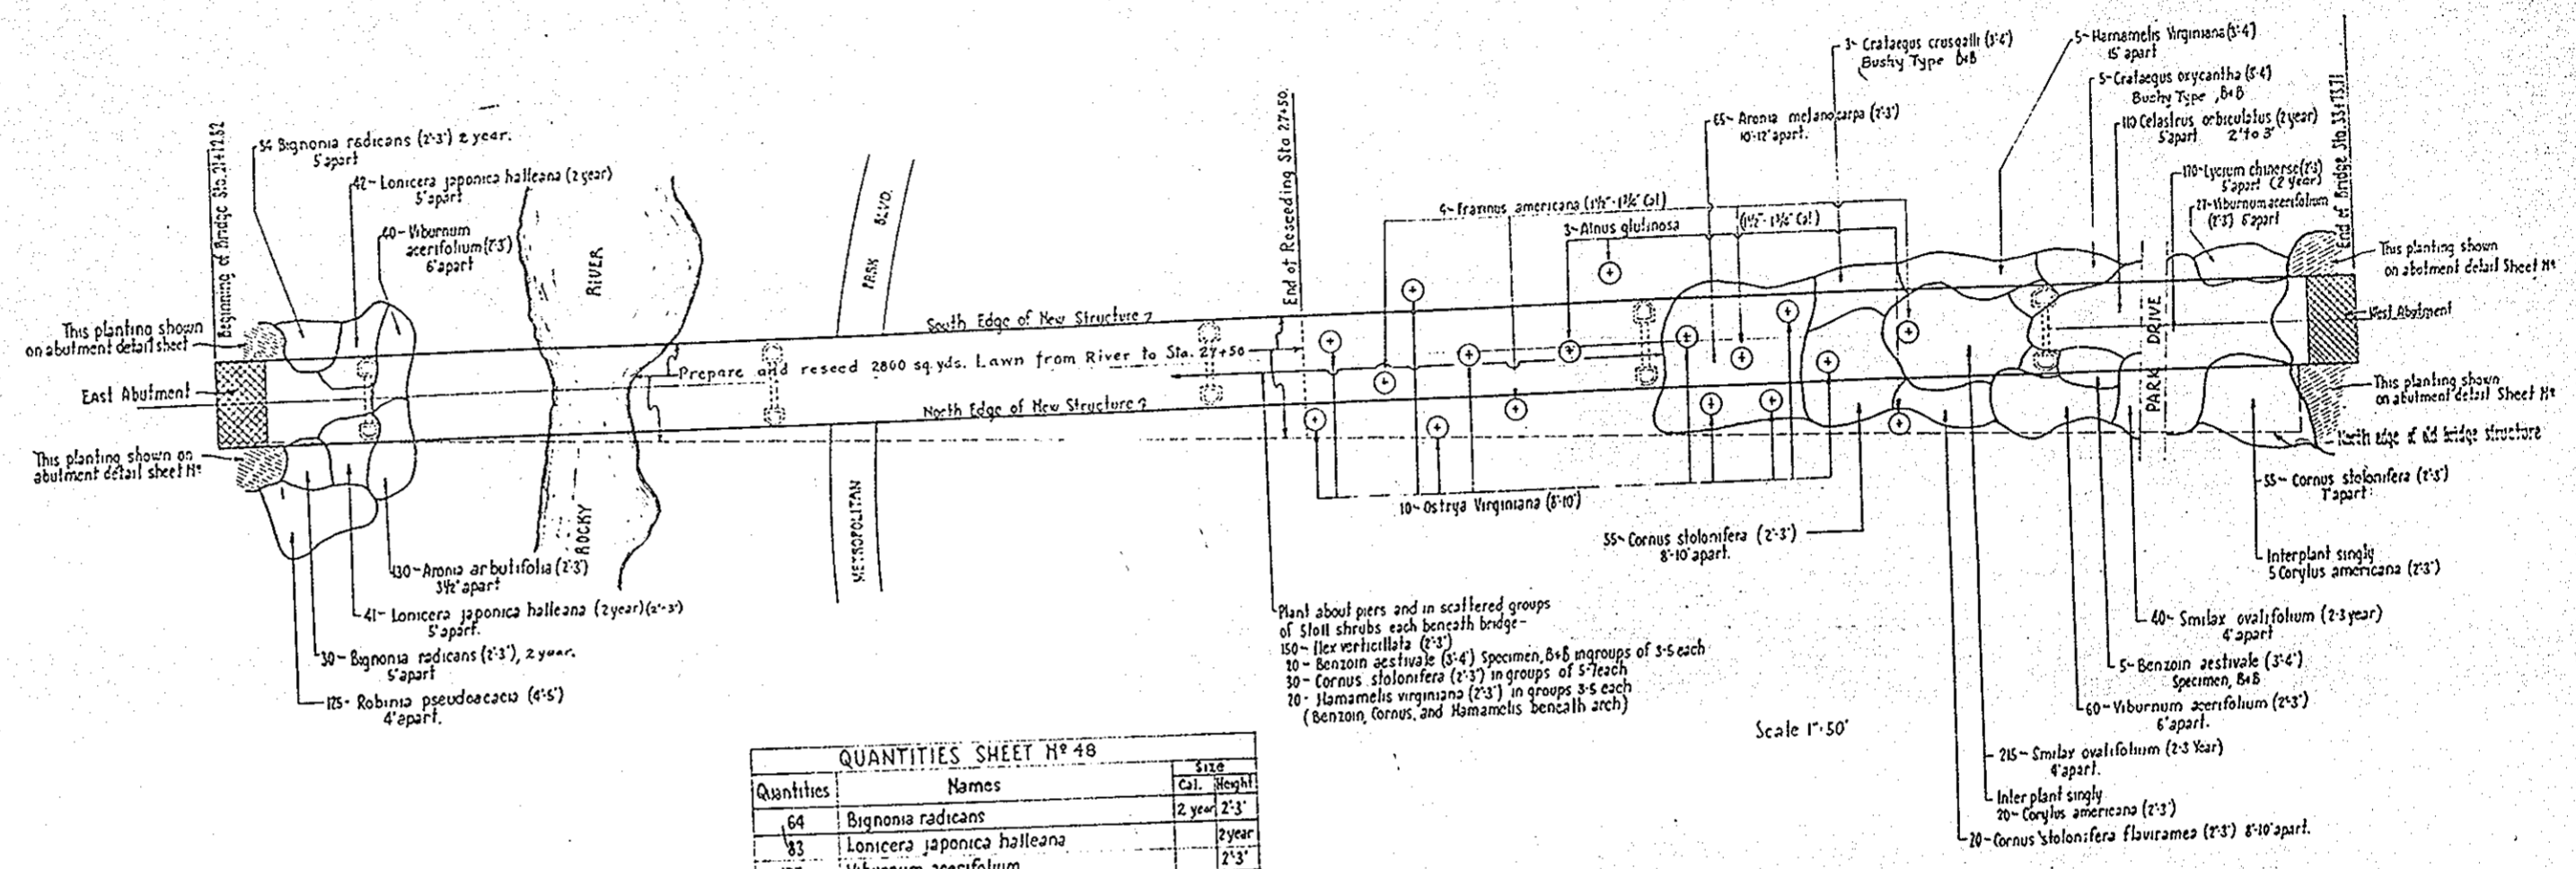 Beginning of Bridge Sta. 21+12.52
54 Bignonia radicans (2'-3') 2 year.
5' apart
42- Lonicera japonica halleana (2 year)
5' apart
40- Viburnum
acerifolium (2'-3')
6' apart
This planting shown
on abutment detail sheet
East Abutment
This planting shown on
abutment detail sheet Nº
130- Aronia arbutifolia (2'-3')
3½' apart
41- Lonicera japonica halleana (2 year) (2'-3')
5' apart.
30- Bignonia radicans (2'-3'), 2 year.
5' apart
175- Robinia pseudoacacia (4'-5')
4' apart.
RIVER
ROCKY
PARK BLVD.
METROPOLITAN
South Edge of New Structure
Prepare and reseed 2800 sq. yds. Lawn from River to Sta. 27+50
North Edge of New Structure
End of Reseeding Sta 27+50.
4- Fraxinus americana (1½"-1¾" Cal)
3- Alnus glutinosa (1½"-1¾" Cal)
65- Aronia melanocarpa (2'-3')
10'-12' apart.
3- Crataegus crusgalli (3'-4')
Bushy Type B&B
5- Hamamelis Virginiana (3'-4')
15' apart
5- Crataegus oxycantha (3'-4')
Bushy Type, B&B
110 Celastrus orbiculatus (2 year)
5' apart 2' to 3'
170- Lycium chinerse (2'-3')
5' apart (2 year)
27- Viburnum acerifolium
(2'-3') 6' apart
End of Bridge Sta. 33+73.71
This planting shown
on abutment detail Sheet Nº
West Abutment
PARK DRIVE
This planting shown
on abutment detail Sheet Nº
North edge of old bridge structure
10- Ostrya Virginiana (8'-10')
55- Cornus stolonifera (2'-3')
8'-10' apart.
55- Cornus stolonifera (2'-3')
apart
Interplant singly
5 Corylus americana (2'-3')
40- Smilax ovalifolium (2-3 year)
4' apart
5- Benzoin aestivale (3'-4')
Specimen, B&B
60- Viburnum acerifolium (2'-3')
6' apart.
215- Smilax ovalifolium (2-3 Year)
4' apart.
Interplant singly
20- Corylus americana (2'-3')
20- Cornus stolonifera flaviramea (2'-3') 8'-10' apart.
Plant about piers and in scattered groups
of 5 to 11 shrubs each beneath bridge-
150- Ilex verticillata (2'-3')
20- Benzoin aestivale (3'-4') Specimen, B&B in groups of 3-5 each
30- Cornus stolonifera (2'-3') in groups of 5-7 each
20- Hamamelis virginiana (2'-3') in groups 3-5 each
(Benzoin, Cornus, and Hamamelis beneath arch)
Scale 1"=50'
QUANTITIES SHEET Nº 48
Quantities Names Size
Cal. Height
64 Bignonia radicans 2 year 2'-3'
83 Lonicera japonica halleana 2 year
Viburnum acerifolium 2'-3'